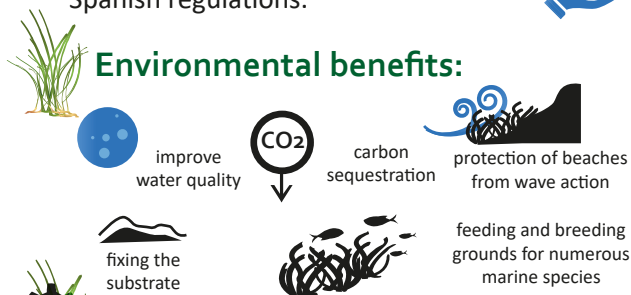 Spanish regulations.
Environmental benefits:
CO2
improve
water quality
carbon
sequestration
protection of beaches
from wave action
fixing the
substrate
feeding and breeding
grounds for numerous
marine species